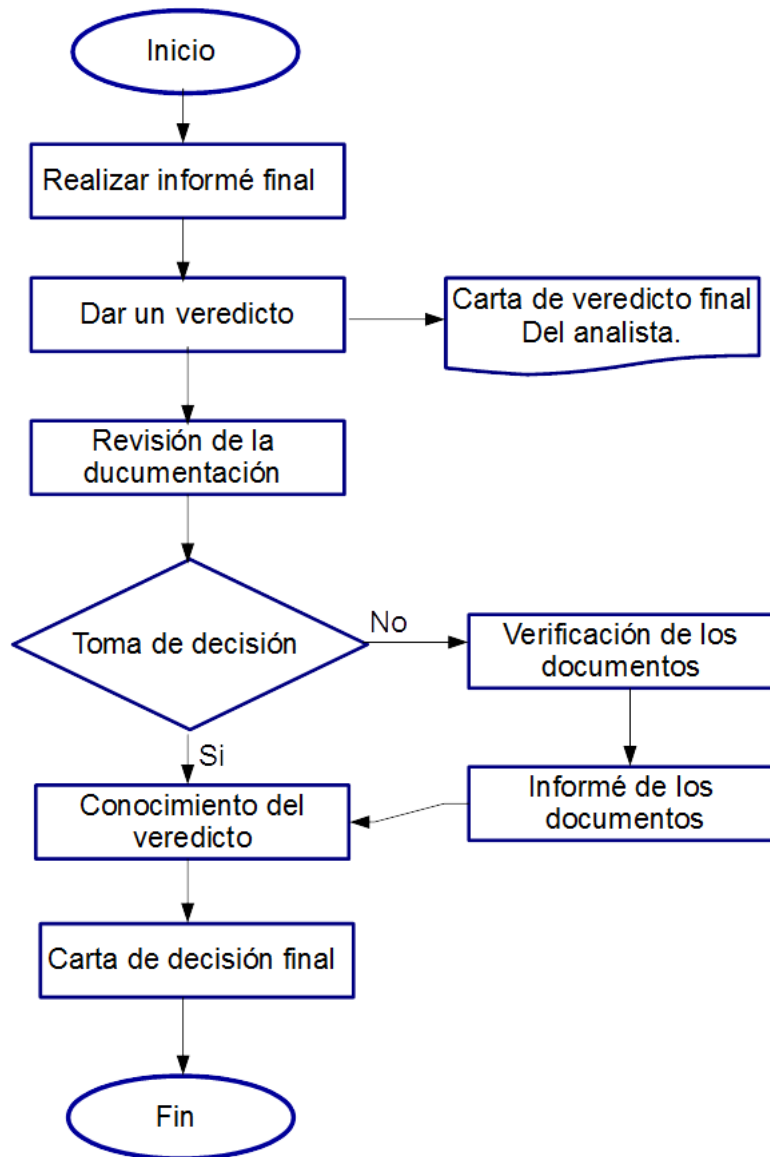 Inicio
Realizar informé final
Dar un veredicto
Carta de veredicto final
Del analista.
Revisión de la
ducumentación
Toma de decisión
No
Verificación de los
documentos
Si
Informé de los
documentos
Conocimiento del
veredicto
Carta de decisión final
Fin